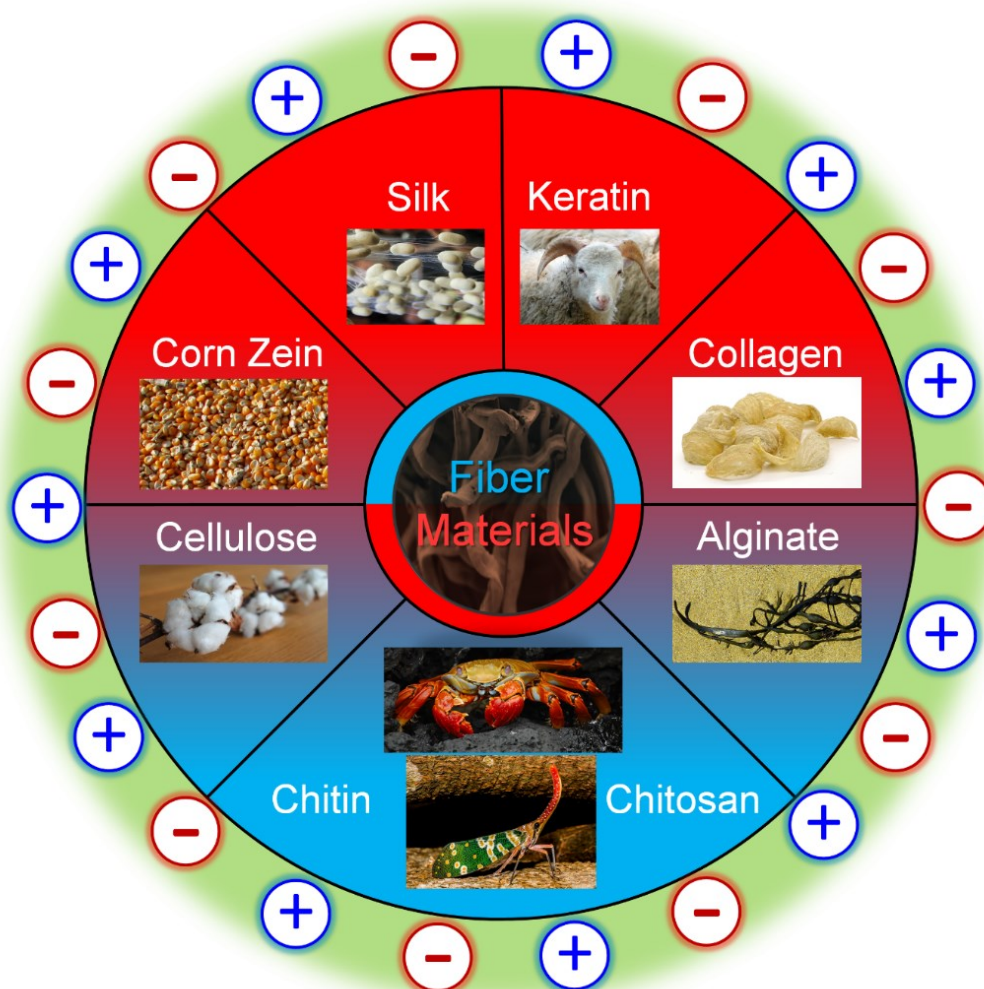 Silk
Keratin
Corn Zein
Collagen
Fiber
Materials
Cellulose
Alginate
Chitin
Chitosan